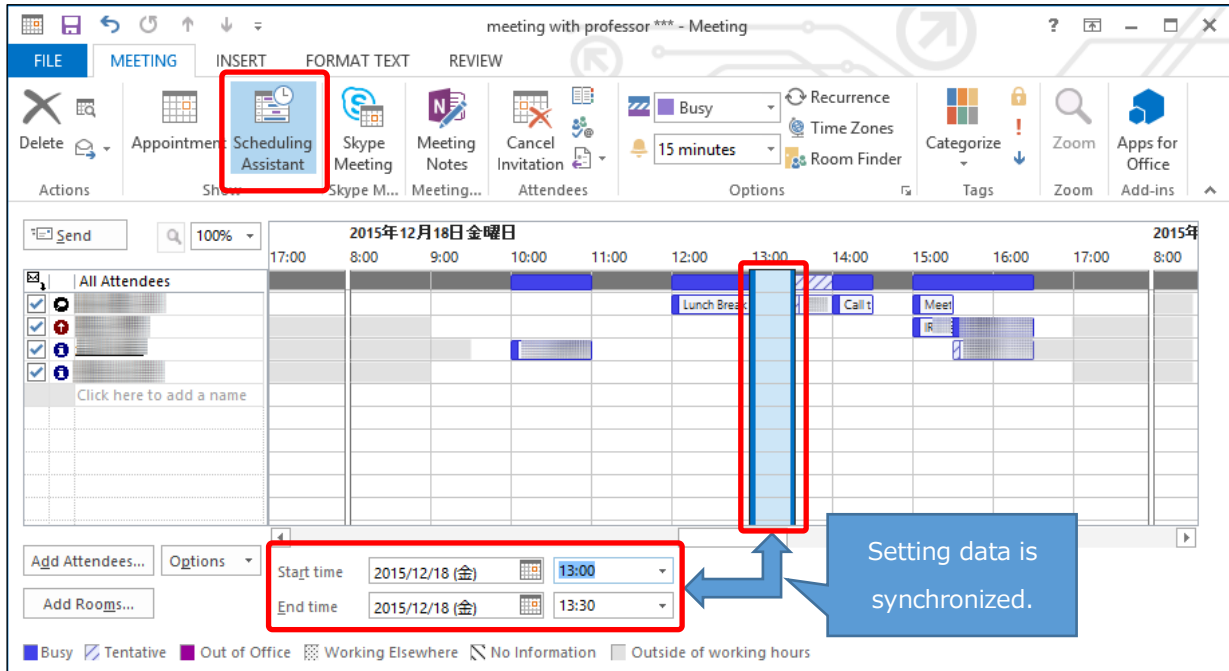 meeting with professor *** - Meeting
?
FILE MEETING INSERT FORMAT TEXT REVIEW
Delete
Appointment
Scheduling
Assistant
Skype
Meeting
Meeting
Notes
Cancel
Invitation
Busy
15 minutes
Recurrence
Time Zones
Room Finder
Categorize
Zoom
Apps for
Office
Actions Show Skype M... Meeting... Attendees Options Tags Zoom Add-ins
Send 100% 2015年12月18日金曜日 2015年
17:00 8:00 9:00 10:00 11:00 12:00 13:00 14:00 15:00 16:00 17:00 8:00
All Attendees
Lunch Break Call t Meet
IR
Click here to add a name
Add Attendees... Options
Add Rooms...
Start time 2015/12/18 (金) 13:00
End time 2015/12/18 (金) 13:30
Setting data is
synchronized.
Busy Tentative Out of Office Working Elsewhere No Information Outside of working hours